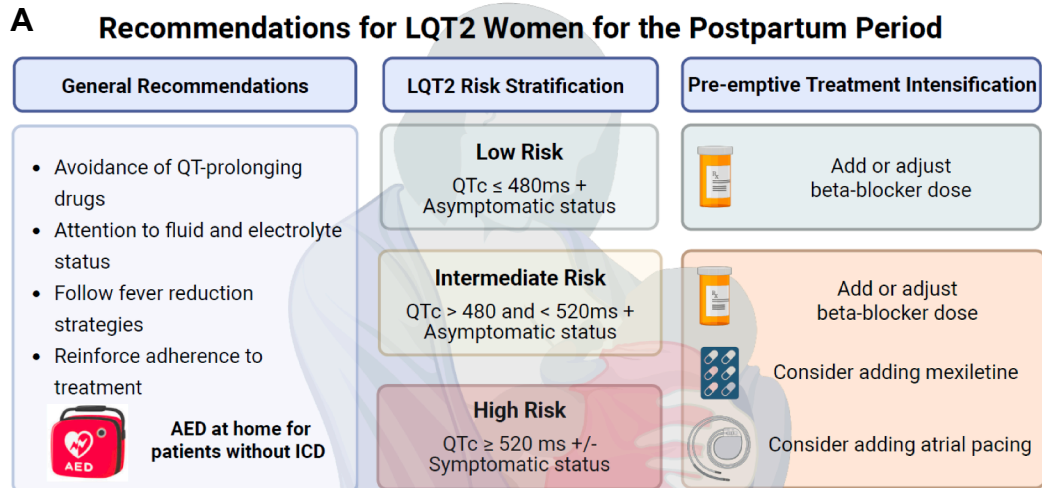 A
Recommendations for LQT2 Women for the Postpartum Period
General Recommendations
• Avoidance of QT-prolonging
drugs
• Attention to fluid and electrolyte
status
• Follow fever reduction
strategies
• Reinforce adherence to
treatment
AED
AED at home for
patients without ICD
LQT2 Risk Stratification
Low Risk
QTc ≤ 480ms +
Asymptomatic status
Intermediate Risk
QTc > 480 and < 520ms +
Asymptomatic status
High Risk
QTc ≥ 520 ms +/-
Symptomatic status
Pre-emptive Treatment Intensification
Rx
Add or adjust
beta-blocker dose
Rx
Add or adjust
beta-blocker dose
Consider adding mexiletine
Consider adding atrial pacing